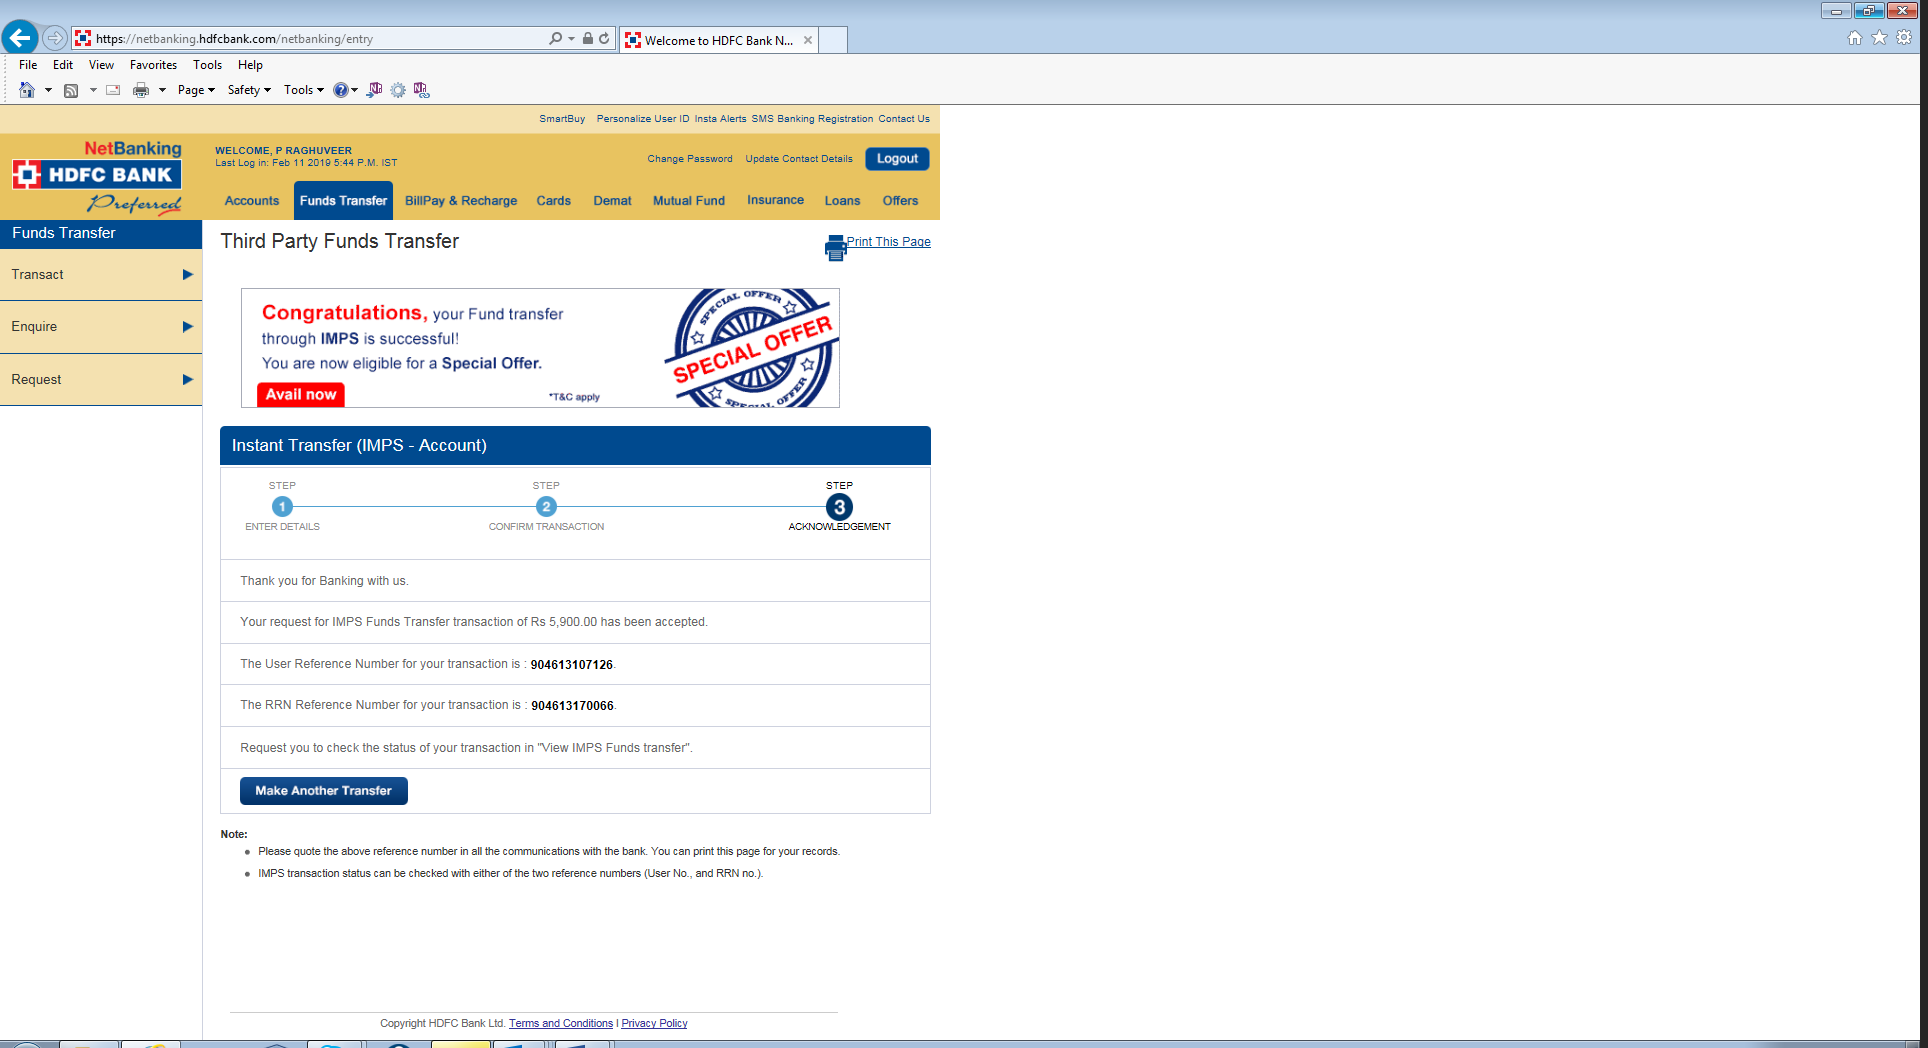 https://netbanking.hdfcbank.com/netbanking/entry
Welcome to HDFC Bank N...
File Edit View Favorites Tools Help
Page Safety Tools
SmartBuy Personalize User ID Insta Alerts SMS Banking Registration Contact Us
NetBanking
HDFC BANK
Preferred
WELCOME, P RAGHUVEER
Last Log in: Feb 11 2019 5:44 P.M. IST
Change Password Update Contact Details Logout
Accounts Funds Transfer BillPay & Recharge Cards Demat Mutual Fund Insurance Loans Offers
Funds Transfer
Transact
Enquire
Request
Third Party Funds Transfer
Print This Page
Congratulations, your Fund transfer
through IMPS is successful!
You are now eligible for a Special Offer.
Avail now
*T&C apply
SPECIAL OFFER
SPECIAL OFFER
SPECIAL OFFER
Instant Transfer (IMPS - Account)
STEP STEP STEP
1 2 3
ENTER DETAILS CONFIRM TRANSACTION ACKNOWLEDGEMENT
Thank you for Banking with us.
Your request for IMPS Funds Transfer transaction of Rs 5,900.00 has been accepted.
The User Reference Number for your transaction is : 904613107126.
The RRN Reference Number for your transaction is : 904613170066.
Request you to check the status of your transaction in "View IMPS Funds transfer".
Make Another Transfer
Note:
Please quote the above reference number in all the communications with the bank. You can print this page for your records.
IMPS transaction status can be checked with either of the two reference numbers (User No., and RRN no.).
Copyright HDFC Bank Ltd. Terms and Conditions I Privacy Policy